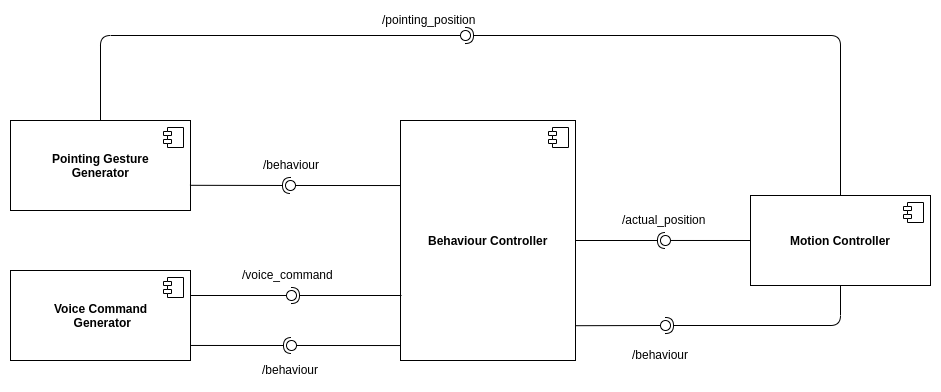 /pointing_position
Pointing Gesture
Generator
/behaviour
Behaviour Controller
/actual_position
Motion Controller
/voice_command
Voice Command
Generator
/behaviour
/behaviour